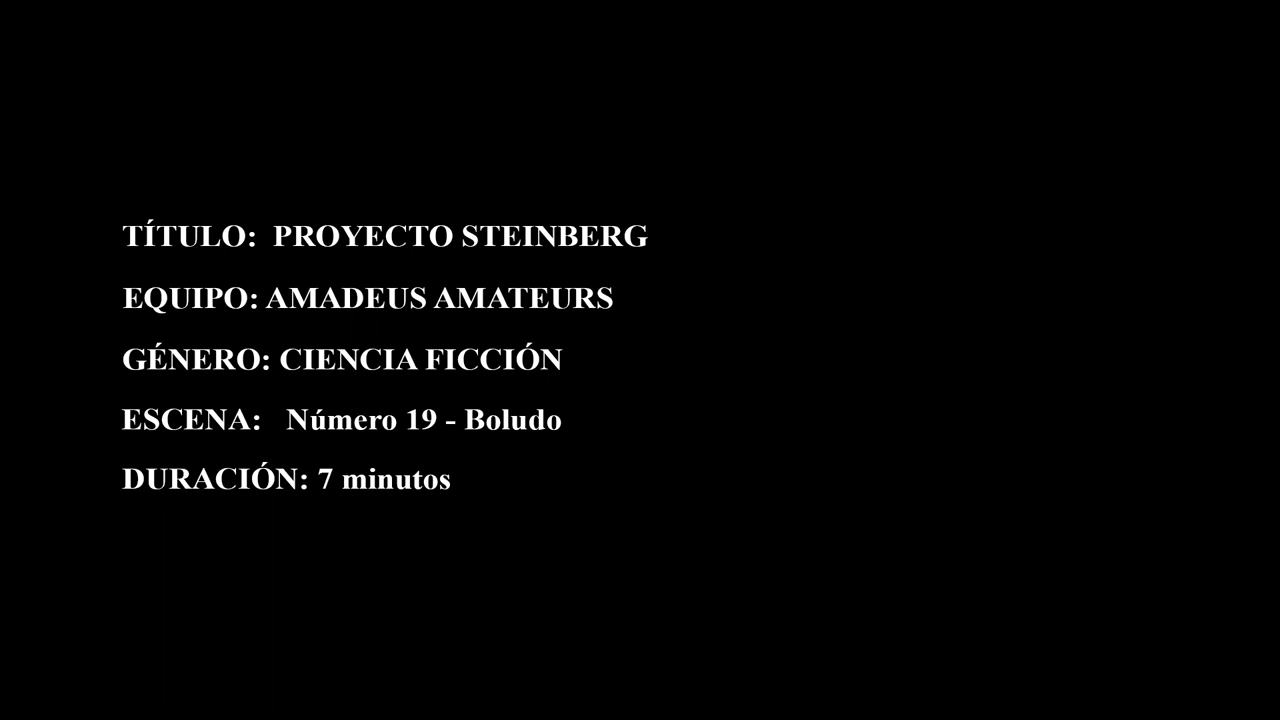 TÍTULO:  PROYECTO STEINBERG
EQUIPO: AMADEUS AMATEURS
GÉNERO: CIENCIA FICCIÓN
ESCENA:   Número 19 - Boludo
DURACIÓN: 7 minutos